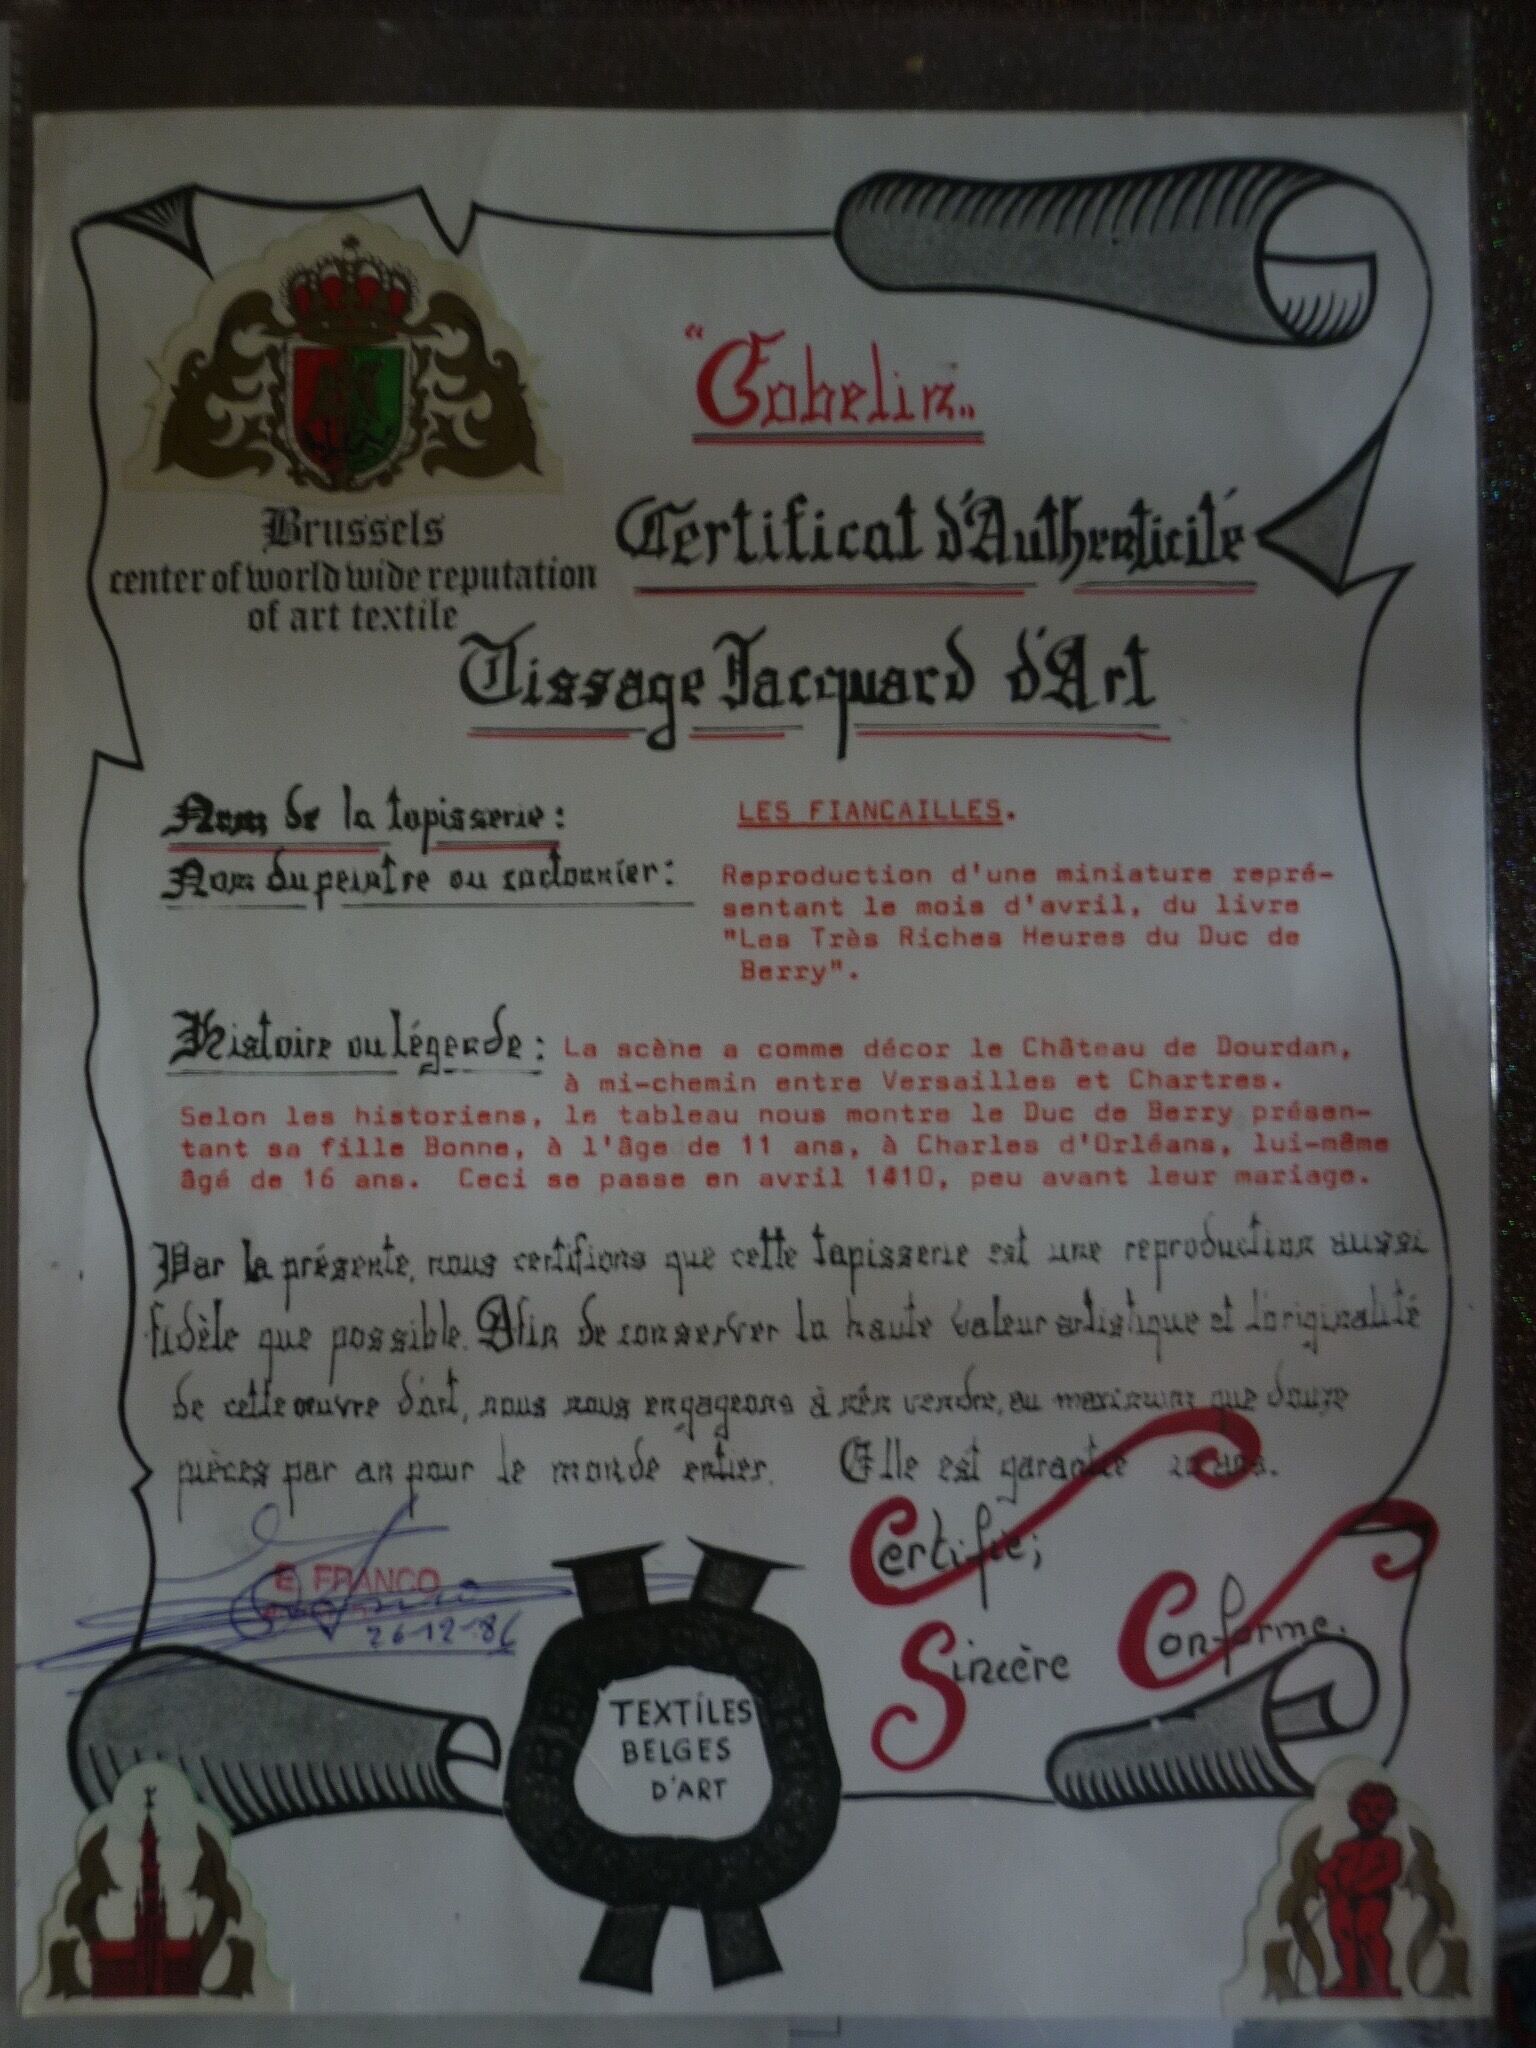 "Gobelin"
Brussels
center of world wide reputation
of art textile
Certificat d'Authenticité
Tissage Jacquard d'Art
Nom de la tapisserie : LES FIANCAILLES.
Nom du peintre ou cartonnier : Reproduction d'une miniature repré-
sentant le mois d'avril, du livre
"Les Très Riches Heures du Duc de
Berry".
Histoire ou légende : La scène a comme décor le Château de Dourdan,
à mi-chemin entre Versailles et Chartres.
Selon les historiens, le tableau nous montre le Duc de Berry présen-
tant sa fille Bonne, à l'âge de 11 ans, à Charles d'Orléans, lui-même
âgé de 16 ans. Ceci se passe en avril 1410, peu avant leur mariage.
Par la présente, nous certifions que cette tapisserie est une reproduction aussi
fidèle que possible. Afin de conserver la haute valeur artistique et l'originalité
de cette œuvre d'art, nous nous engageons à n'en vendre, au maximum que douze
pièces par an pour le monde entier. Elle est garantie ans.
Certifié;
Sincère
Conforme.
E. FRANCO
26-12-86
TEXTILES
BELGES
D'ART